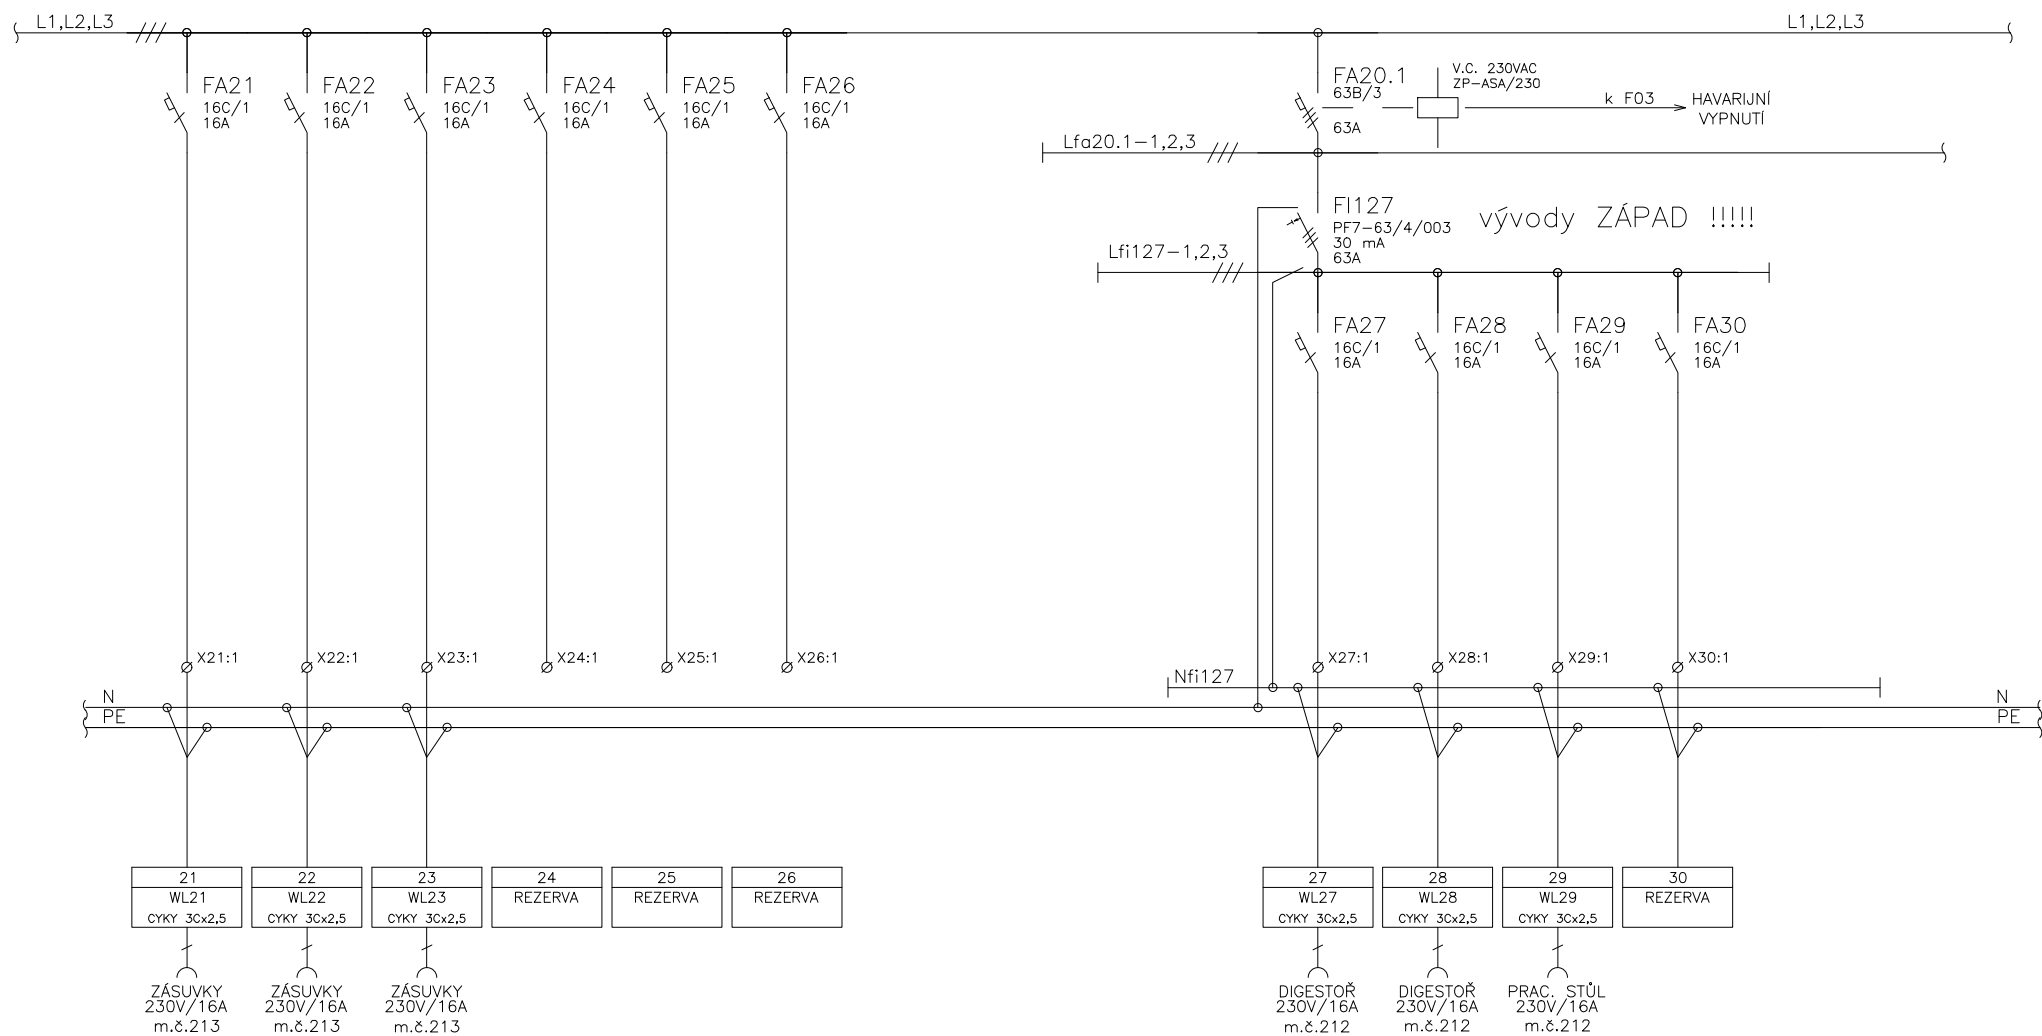 L1,L2,L3
L1,L2,L3
FA21
16C/1
16A
FA22
16C/1
16A
FA23
16C/1
16A
FA24
16C/1
16A
FA25
16C/1
16A
FA26
16C/1
16A
FA20.1
63B/3
63A
V.C. 230VAC
ZP-ASA/230
k F03
HAVARIJNÍ
VYPNUTÍ
Lfa20.1-1,2,3
FI127
PF7-63/4/003
30 mA
63A
vývody ZÁPAD !!!!!
Lfi127-1,2,3
FA27
16C/1
16A
FA28
16C/1
16A
FA29
16C/1
16A
FA30
16C/1
16A
X21:1
X22:1
X23:1
X24:1
X25:1
X26:1
X27:1
X28:1
X29:1
X30:1
Nfi127
N
PE
N
PE
21
WL21
CYKY 3Cx2,5
22
WL22
CYKY 3Cx2,5
23
WL23
CYKY 3Cx2,5
24
REZERVA
25
REZERVA
26
REZERVA
27
WL27
CYKY 3Cx2,5
28
WL28
CYKY 3Cx2,5
29
WL29
CYKY 3Cx2,5
30
REZERVA
ZÁSUVKY
230V/16A
m.č.213
ZÁSUVKY
230V/16A
m.č.213
ZÁSUVKY
230V/16A
m.č.213
DIGESTOŘ
230V/16A
m.č.212
DIGESTOŘ
230V/16A
m.č.212
PRAC. STŮL
230V/16A
m.č.212